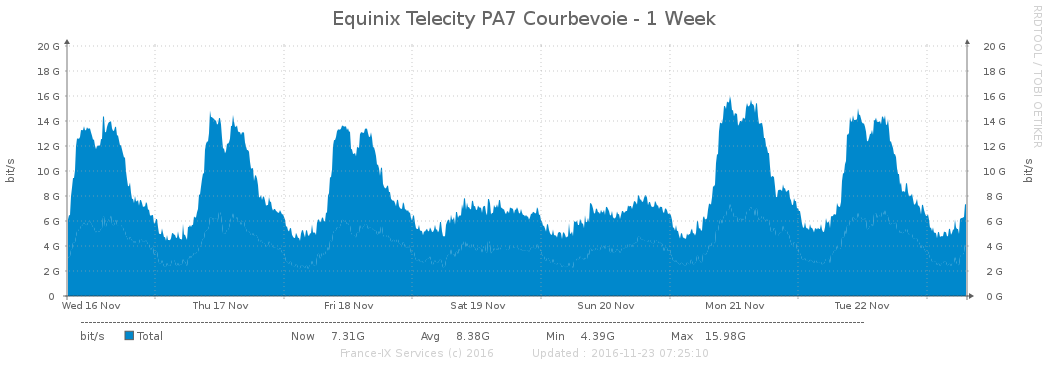 Equinix Telecity PA7 Courbevoie - 1 Week
RRDTOOL / TOBI OETIKER
20 G 20 G
18 G 18 G
16 G 16 G
14 G 14 G
12 G 12 G
10 G 10 G
8 G 8 G
6 G 6 G
4 G 4 G
2 G 2 G
0 0 G
bit/s bit/s
Wed 16 Nov Thu 17 Nov Fri 18 Nov Sat 19 Nov Sun 20 Nov Mon 21 Nov Tue 22 Nov
bit/s Total Now 7.31G Avg 8.38G Min 4.39G Max 15.98G
France-IX Services (c) 2016 Updated : 2016-11-23 07:25:10